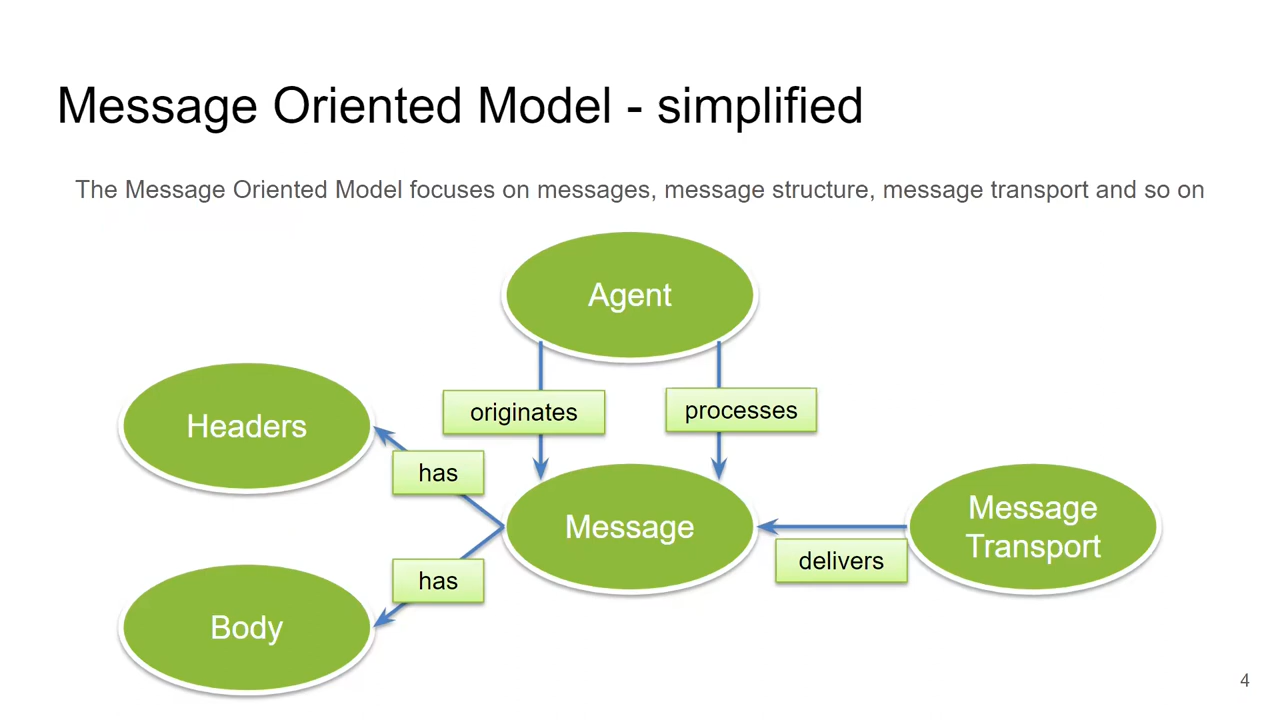 Message Oriented Model - simplified
The Message Oriented Model focuses on messages, message structure, message transport and so on
Agent
originates
processes
Headers
has
Message
Message
Transport
delivers
has
Body
4